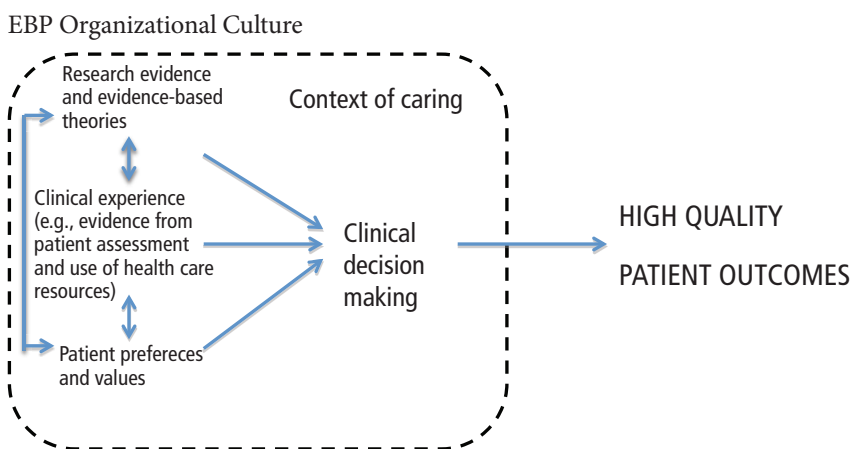 EBP Organizational Culture
Research evidence
and evidence-based
theories
Context of caring
Clinical experience
(e.g., evidence from
patient assessment
and use of health care
resources)
Patient prefereces
and values
Clinical
decision
making
HIGH QUALITY
PATIENT OUTCOMES